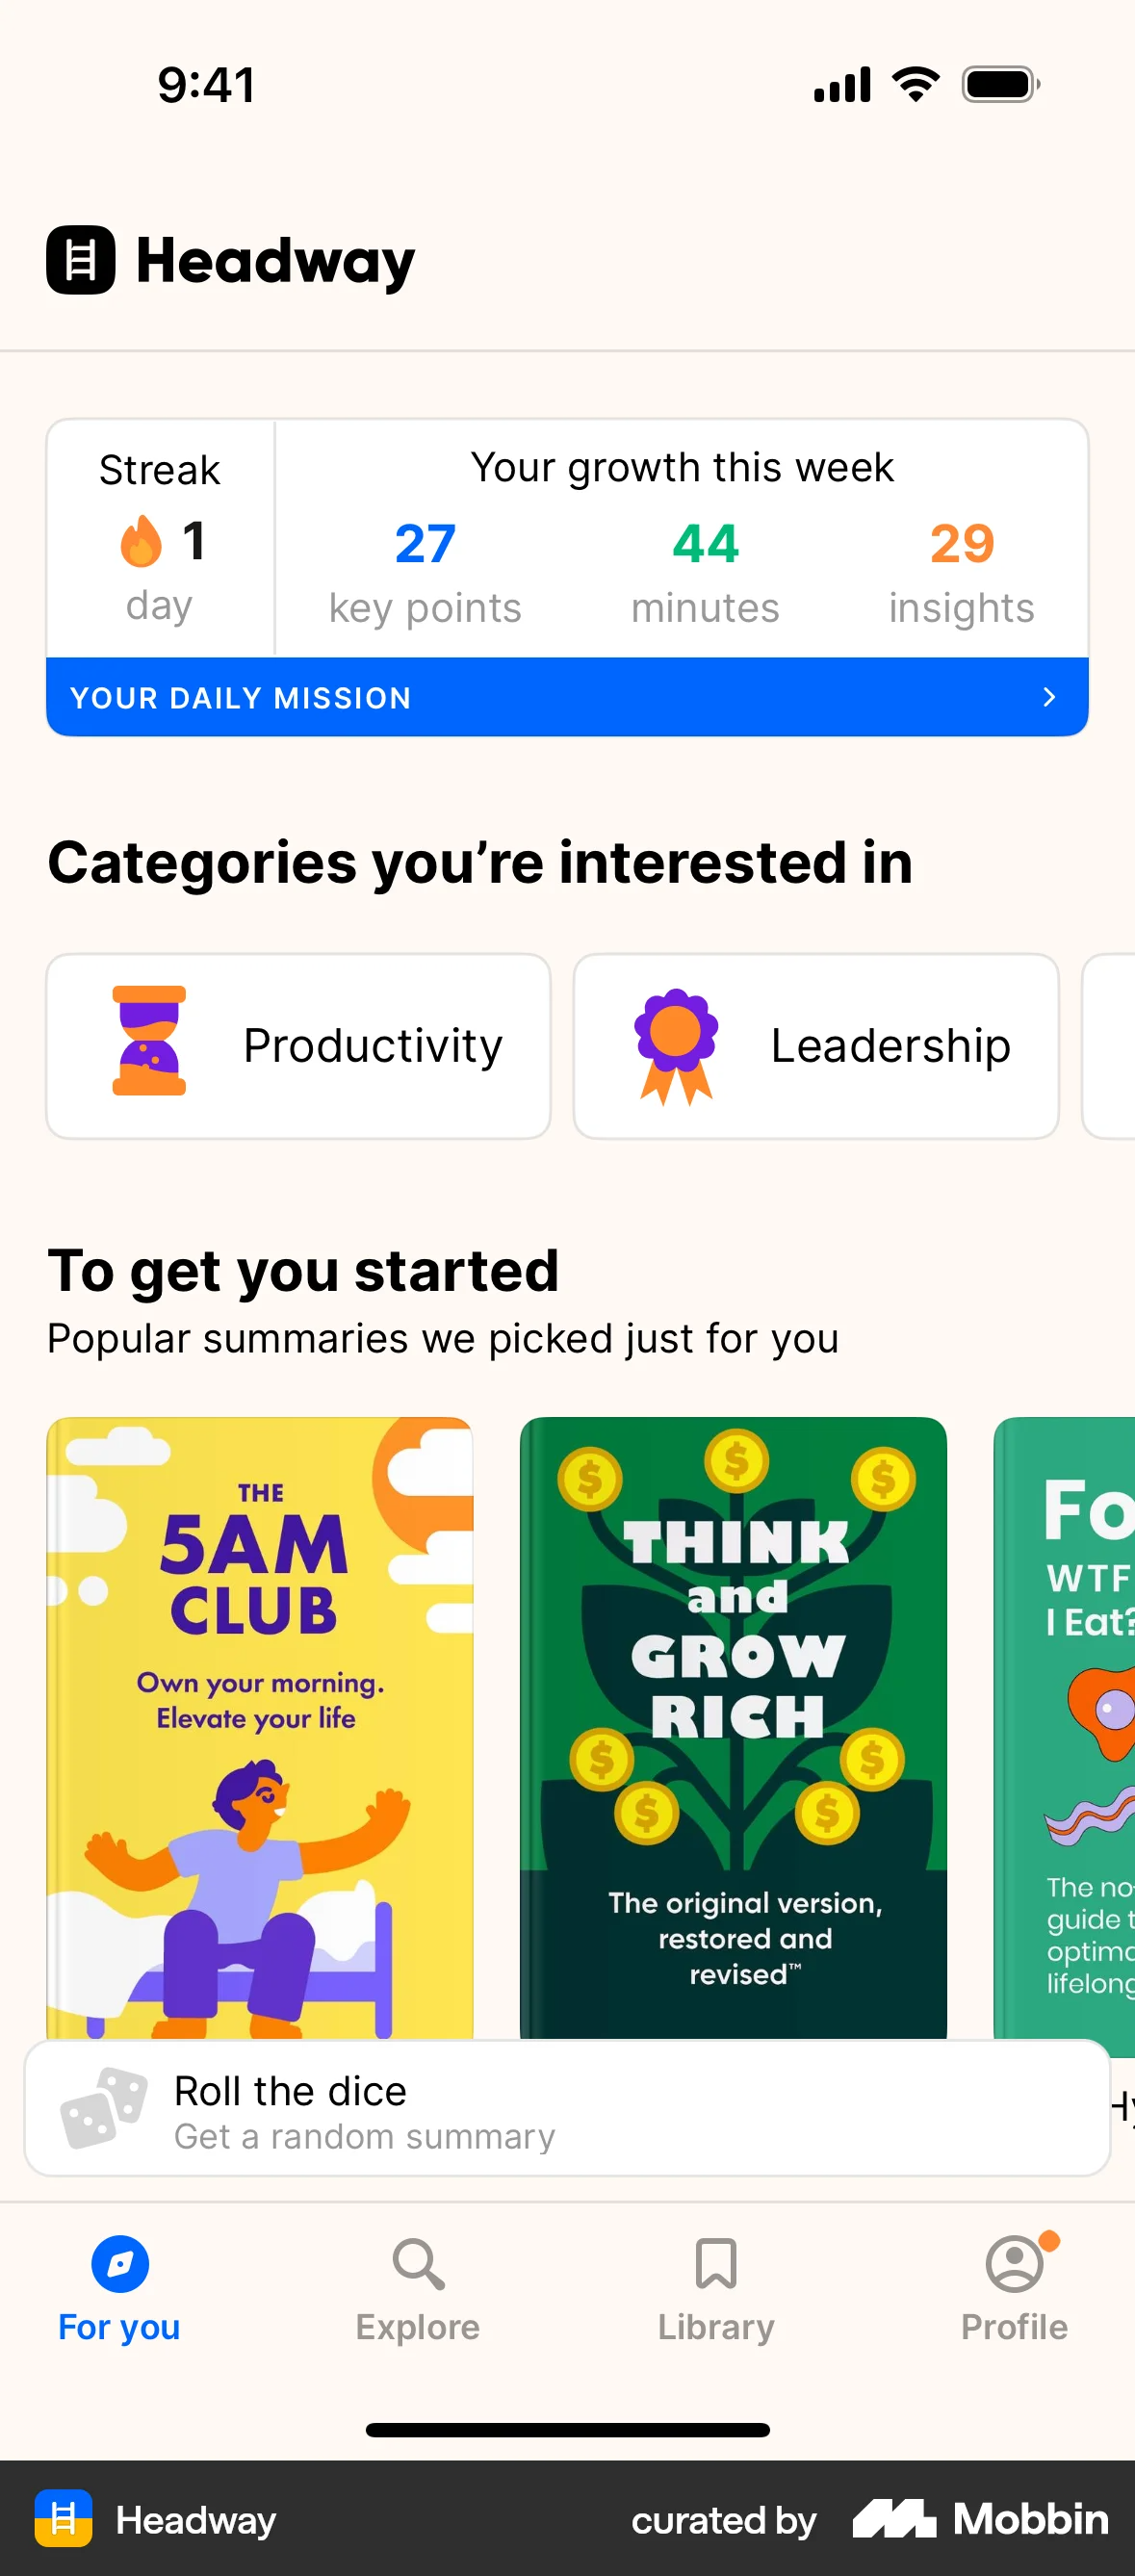 9:41
Headway
Streak
1
day
Your growth this week
27
44
29
key points
minutes
insights
YOUR DAILY MISSION
Categories you’re interested in
Productivity
Leadership
To get you started
Popular summaries we picked just for you
THE
5AM
CLUB
Own your morning.
Elevate your life
$ $ $
THINK
and
GROW
RICH
$ $
$ $
The original version,
restored and
revised™
Fo
WTF
I Eat?
The no-
guide t
optima
lifelong
Roll the dice
Get a random summary
Hy
For you
Explore
Library
Profile
Headway
curated by
Mobbin